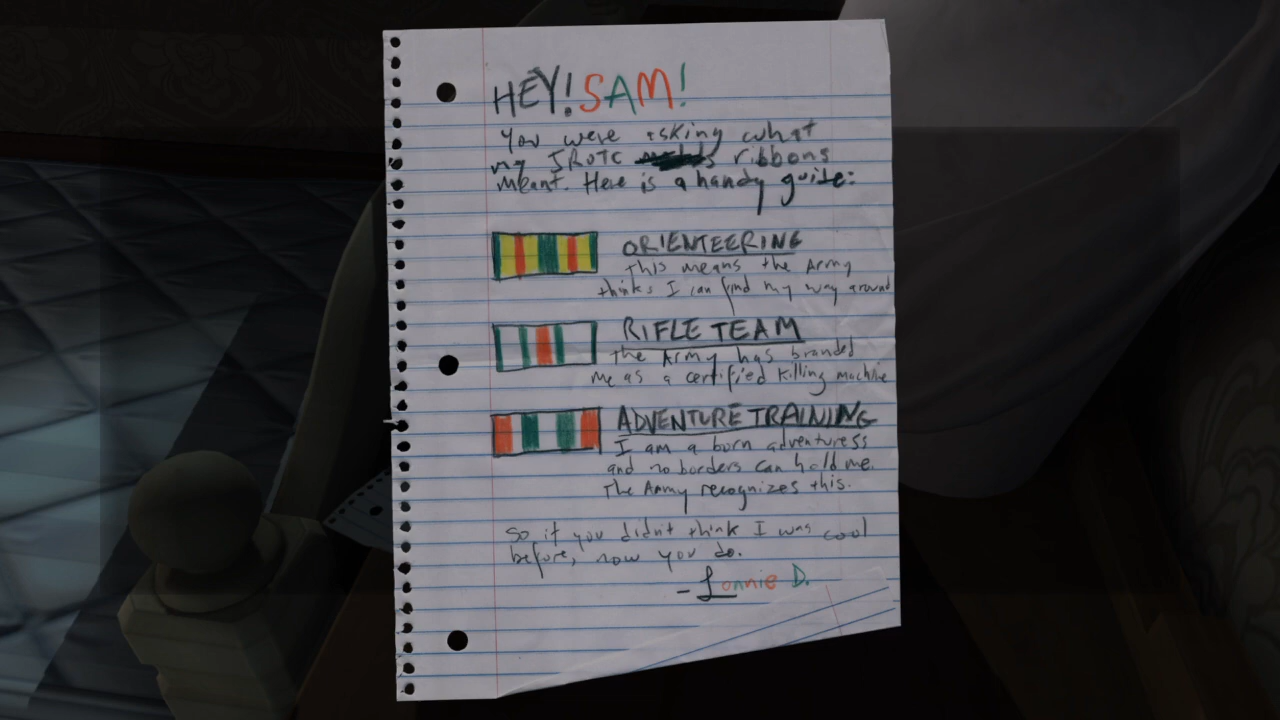 HEY! SAM!
You were asking what
my JROTC ribbons
meant. Here is a handy guide:
ORIENTEERING
This means the Army
thinks I can find my way around
RIFLE TEAM
The Army has branded
me as a certified killing machine
ADVENTURE TRAINING
I am a born adventuress
and no borders can hold me.
The Army recognizes this.
So if you didn't think I was cool
before, now you do.
- Lonnie D.